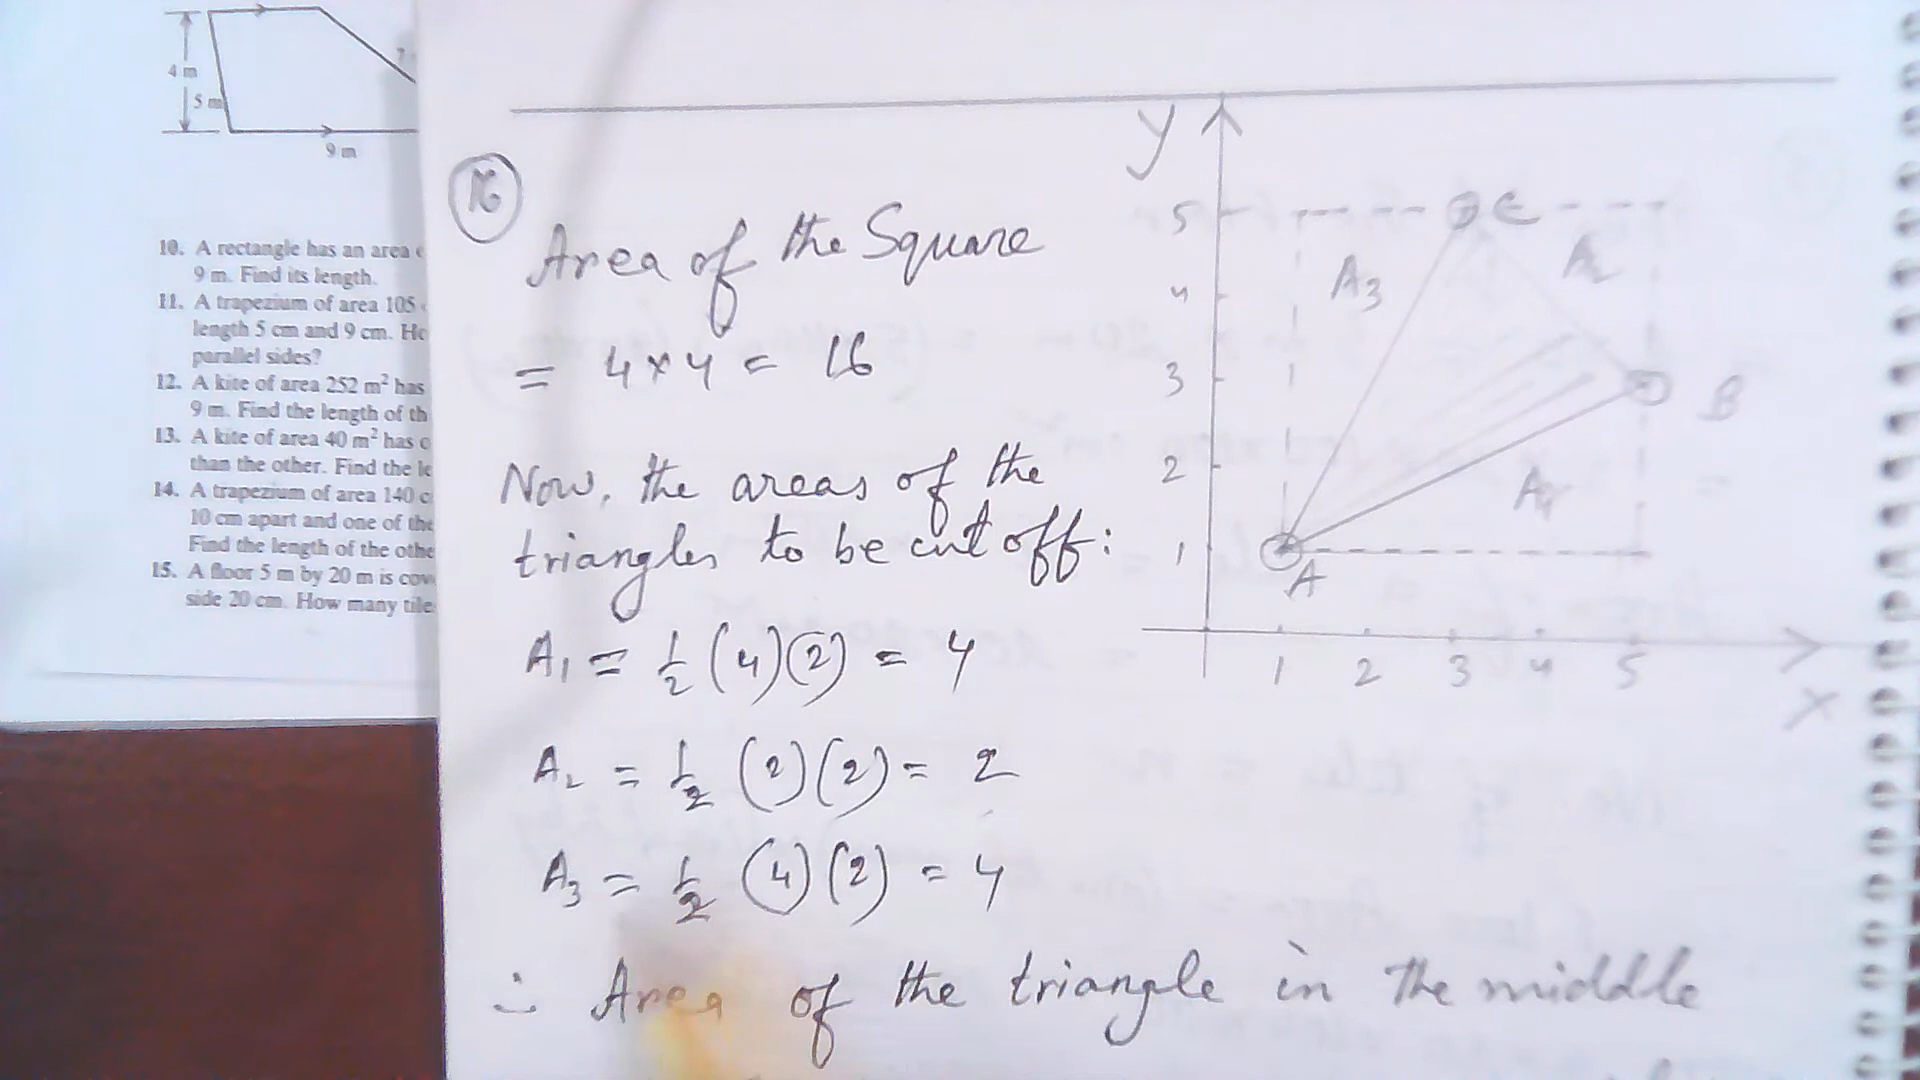 4 m
5 m
9 m
10. A rectangle has an area
9 m. Find its length.
11. A trapezium of area 105
length 5 cm and 9 cm.
parallel sides?
12. A kite of area 252 m² has
9 m. Find the length of
13. A kite of area 40 m² has
than the other. Find the
14. A trapezium of area 140
10 cm apart and one of the
Find the length of the
15. A floor 5 m by 20 m is
side 20 cm. How many
16
Area of the Square
= 4 x 4 = 16
Now, the areas of the
triangles to be cut off:
A₁ = 1/2 (4)(2) = 4
A₂ = 1/2 (2)(2) = 2
A₃ = 1/2 (4)(2) = 4
∴ Area of the triangle in the middle
y
5 C
A₃ A₂
4
3 B
2
A₁
1
A
1 2 3 4 5
x